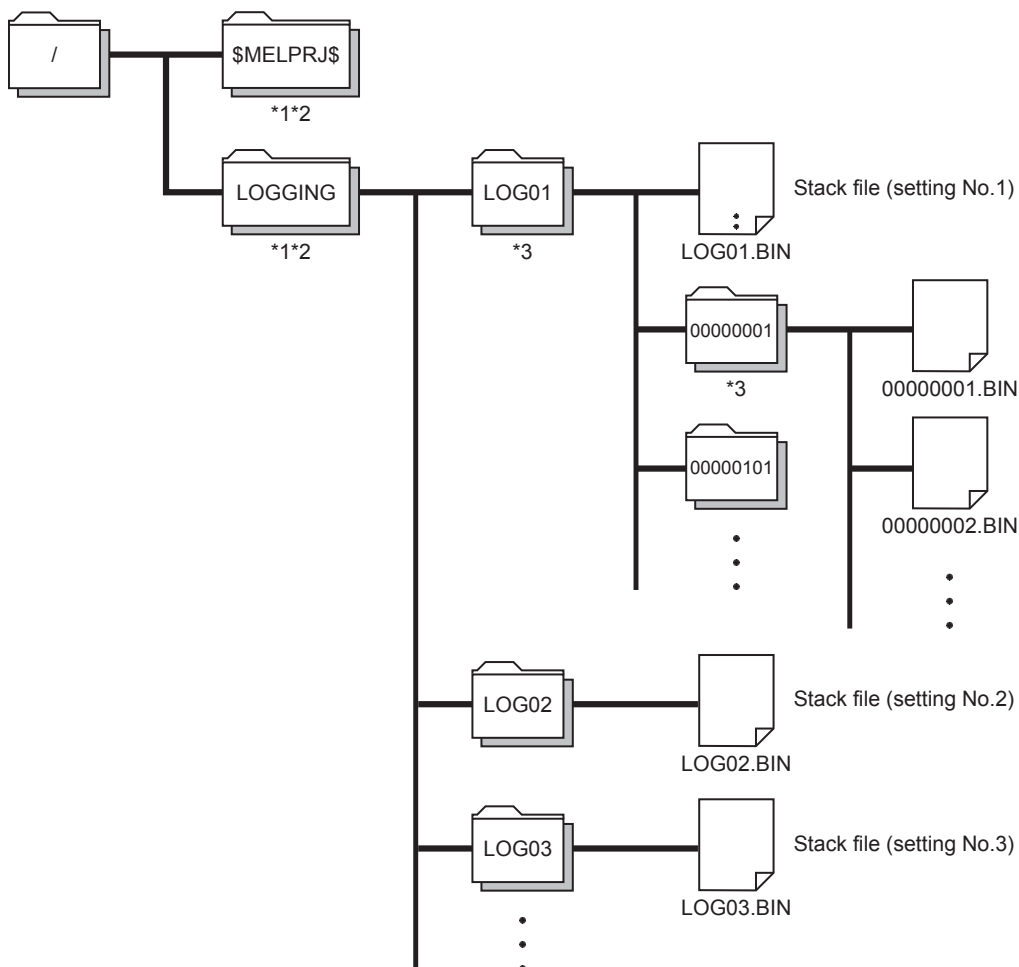 /
$MELPRJ$
*1*2
LOGGING
*1*2
LOG01
*3
LOG01.BIN
Stack file (setting No.1)
00000001
*3
00000001.BIN
00000101
00000002.BIN
LOG02
LOG02.BIN
Stack file (setting No.2)
LOG03
LOG03.BIN
Stack file (setting No.3)